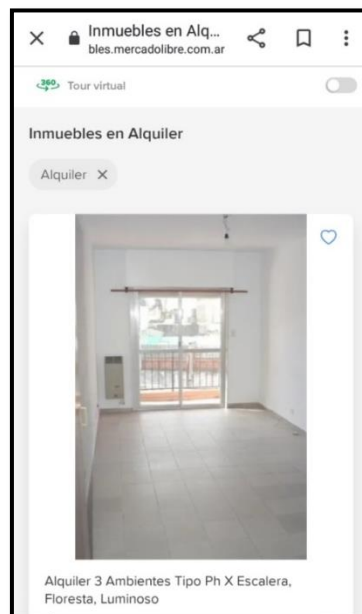 Inmuebles en Alq...
bles.mercadolibre.com.ar
360 Tour virtual
Inmuebles en Alquiler
Alquiler X
Alquiler 3 Ambientes Tipo Ph X Escalera,
Floresta, Luminoso